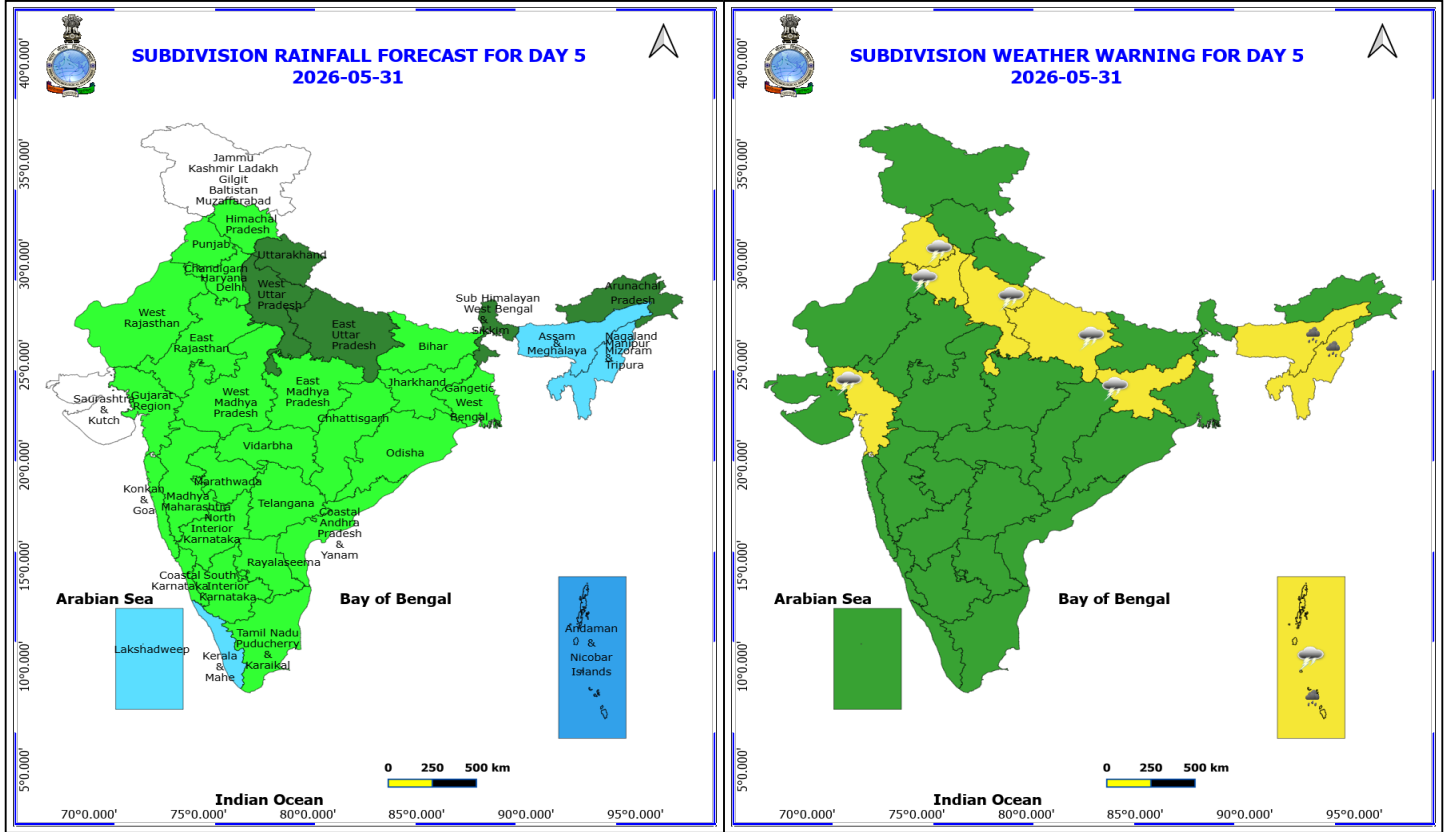 SUBDIVISION RAINFALL FORECAST FOR DAY 5
2026-05-31
40°0.000'
35°0.000'
30°0.000'
25°0.000'
20°0.000'
15°0.000'
10°0.000'
5°0.000'
Jammu
Kashmir Ladakh
Gilgit
Baltistan
Muzaffarabad
Himachal
Pradesh
Punjab
Uttarakhand
Chandigarh
Haryana
Delhi
West
Uttar
Pradesh
Arunachal
Pradesh
Sub Himalayan
West Bengal
&
Sikkim
West
Rajasthan
East
Rajasthan
East
Uttar
Pradesh
Bihar
Assam
&
Meghalaya
Nagaland
Manipur
Mizoram
&
Tripura
Saurashtra
&
Kutch
Gujarat
Region
West
Madhya
Pradesh
East
Madhya
Pradesh
Jharkhand
Gangetic
West
Bengal
Chhattisgarh
Vidarbha
Odisha
Konkan
&
Goa
Marathwada
Madhya
Maharashtra
Telangana
North
Interior
Karnataka
Coastal
Andhra
Pradesh
&
Yanam
Rayalaseema
Coastal
Karnataka
South
Interior
Karnataka
Arabian Sea
Bay of Bengal
Lakshadweep
Kerala
&
Mahe
Tamil Nadu
Puducherry
&
Karaikal
Andaman
&
Nicobar
Islands
0 250 500 km
Indian Ocean
70°0.000' 75°0.000' 80°0.000' 85°0.000' 90°0.000' 95°0.000'
SUBDIVISION WEATHER WARNING FOR DAY 5
2026-05-31
40°0.000'
35°0.000'
30°0.000'
25°0.000'
20°0.000'
15°0.000'
10°0.000'
5°0.000'
Arabian Sea
Bay of Bengal
0 250 500 km
Indian Ocean
70°0.000' 75°0.000' 80°0.000' 85°0.000' 90°0.000' 95°0.000'